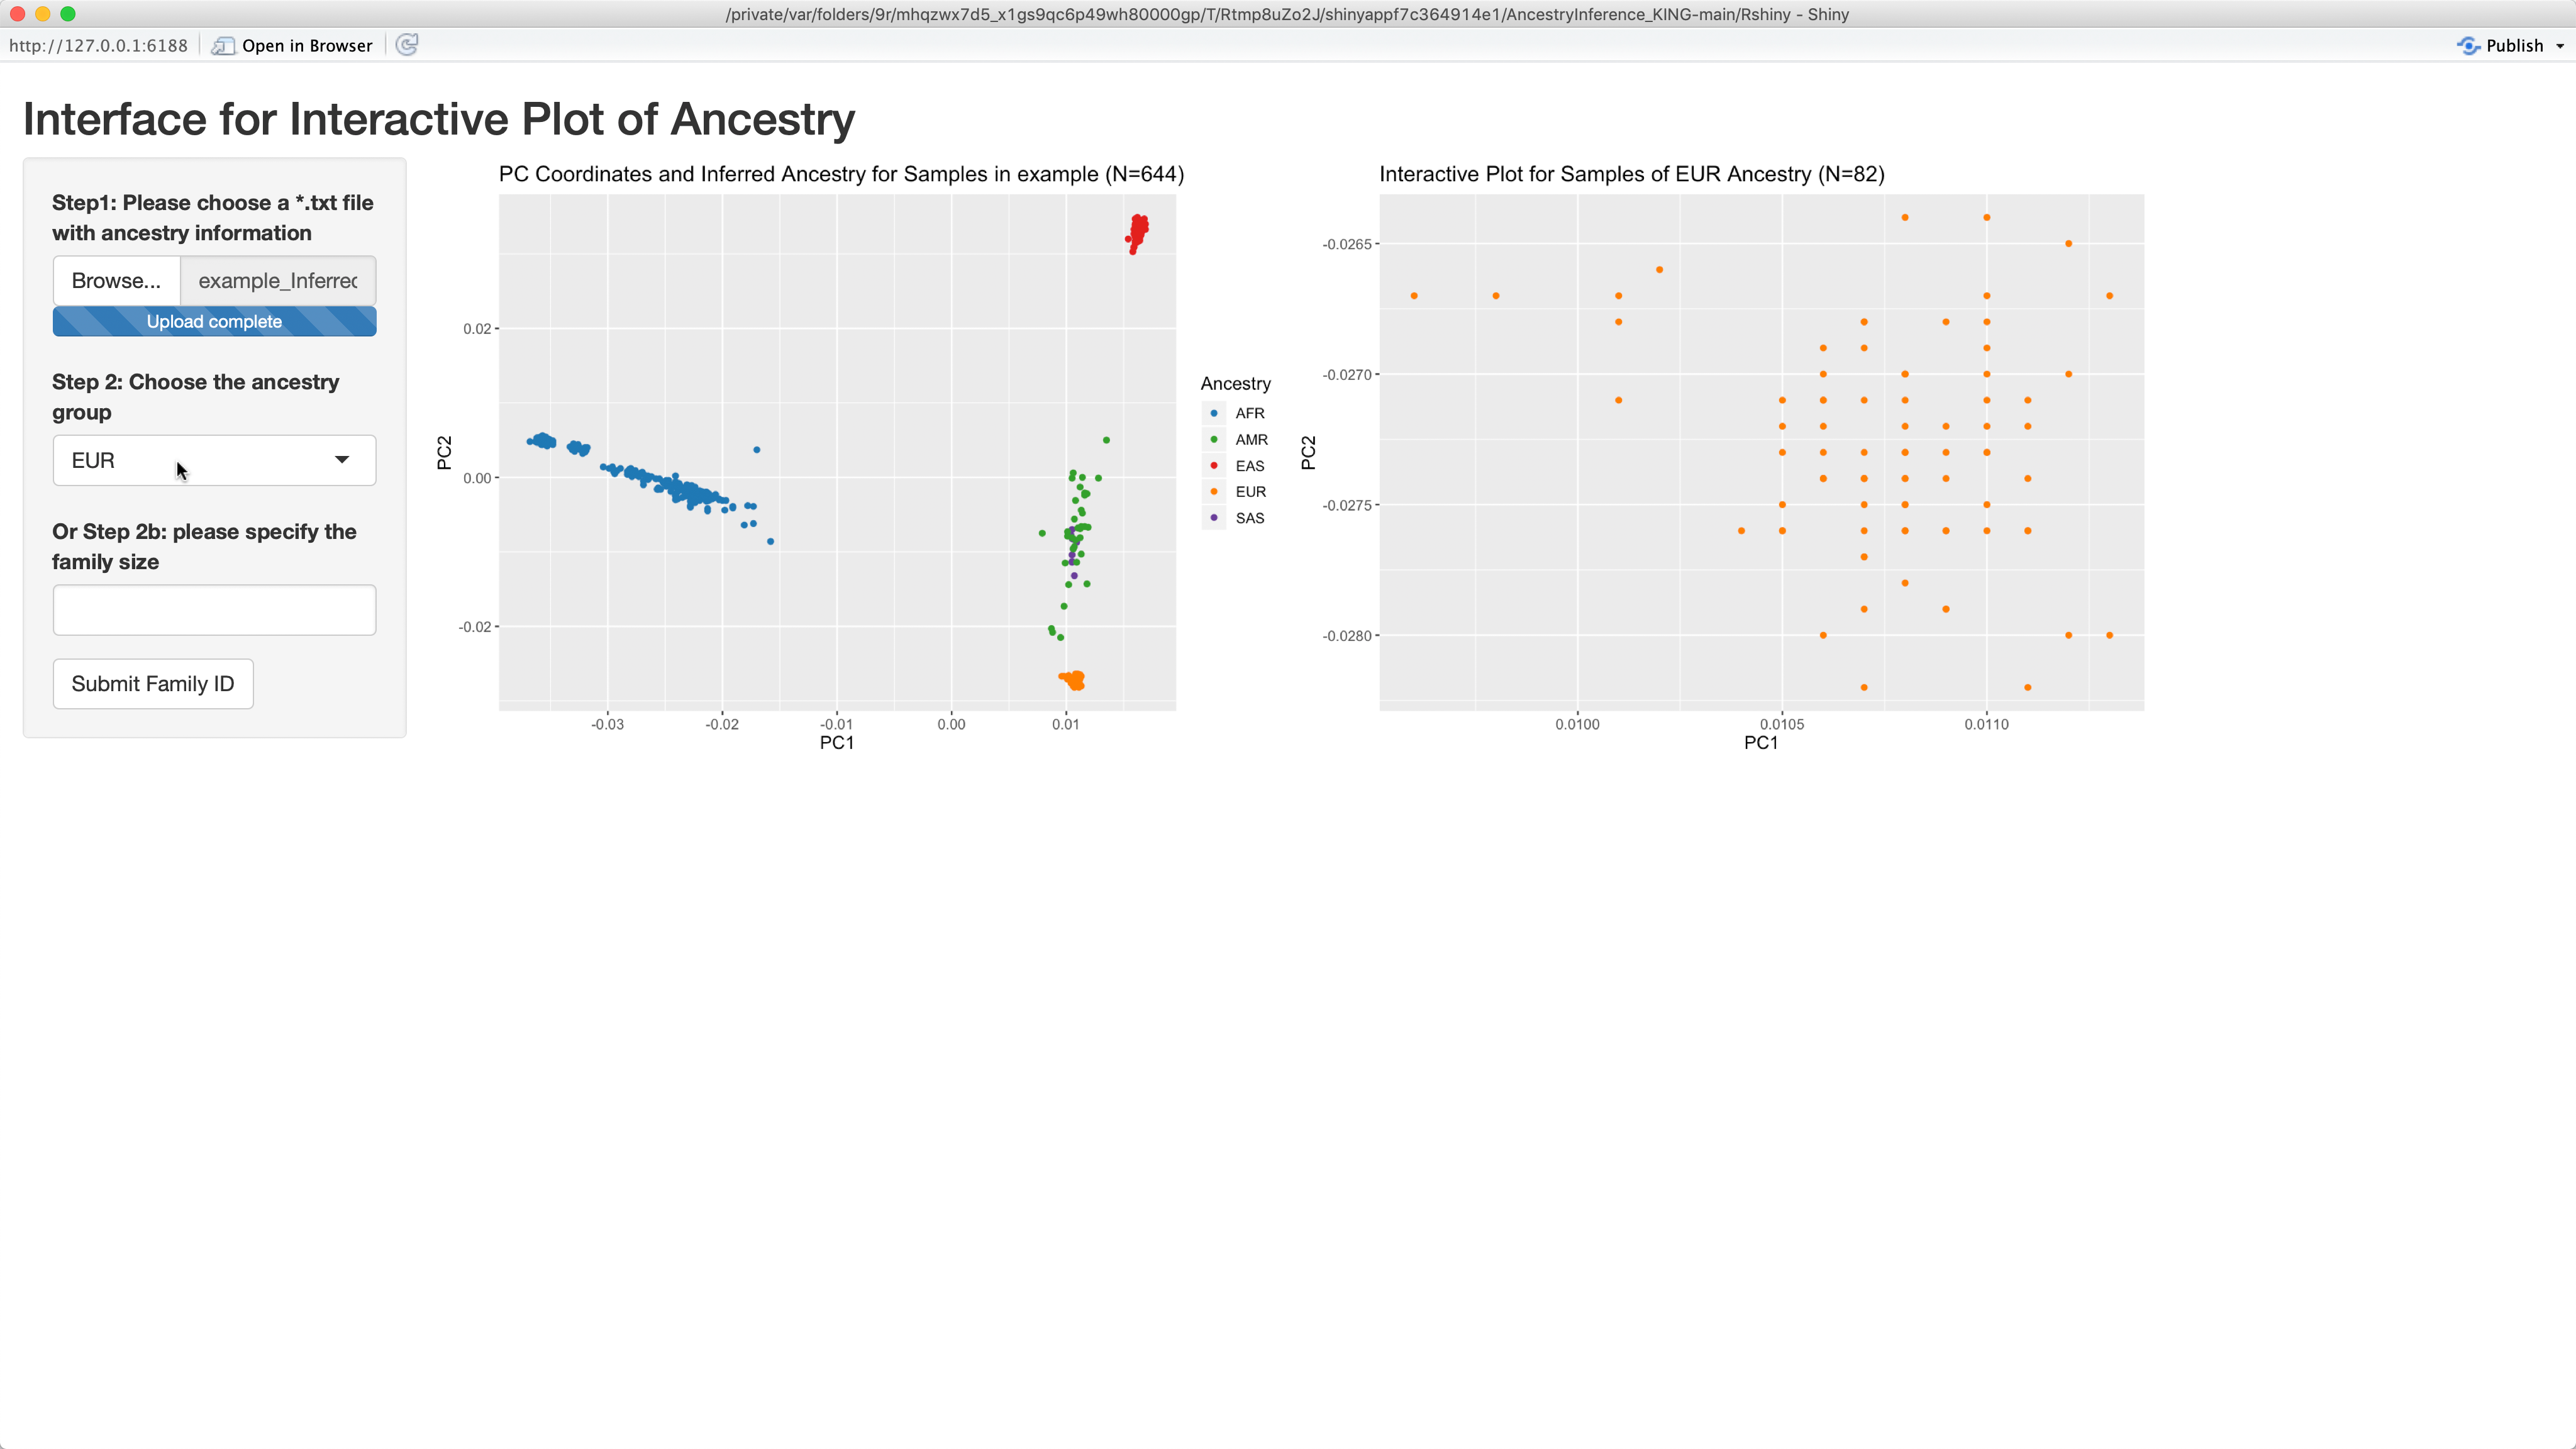 /private/var/folders/9r/mhqzwx7d5_x1gs9qc6p49wh80000gp/T/Rtmp8uZo2J/shinyappf7c364914e1/AncestryInference_KING-main/Rshiny - Shiny
http://127.0.0.1:6188 Open in Browser Publish
Interface for Interactive Plot of Ancestry
Step1: Please choose a *.txt file
with ancestry information
Browse... example_Inferred
Upload complete
Step 2: Choose the ancestry
group
EUR
Or Step 2b: please specify the
family size
Submit Family ID
PC Coordinates and Inferred Ancestry for Samples in example (N=644)
PC2
0.02
0.00
-0.02
-0.03 -0.02 -0.01 0.00 0.01
PC1
Ancestry
AFR
AMR
EAS
EUR
SAS
Interactive Plot for Samples of EUR Ancestry (N=82)
PC2
-0.0265
-0.0270
-0.0275
-0.0280
0.0100 0.0105 0.0110
PC1